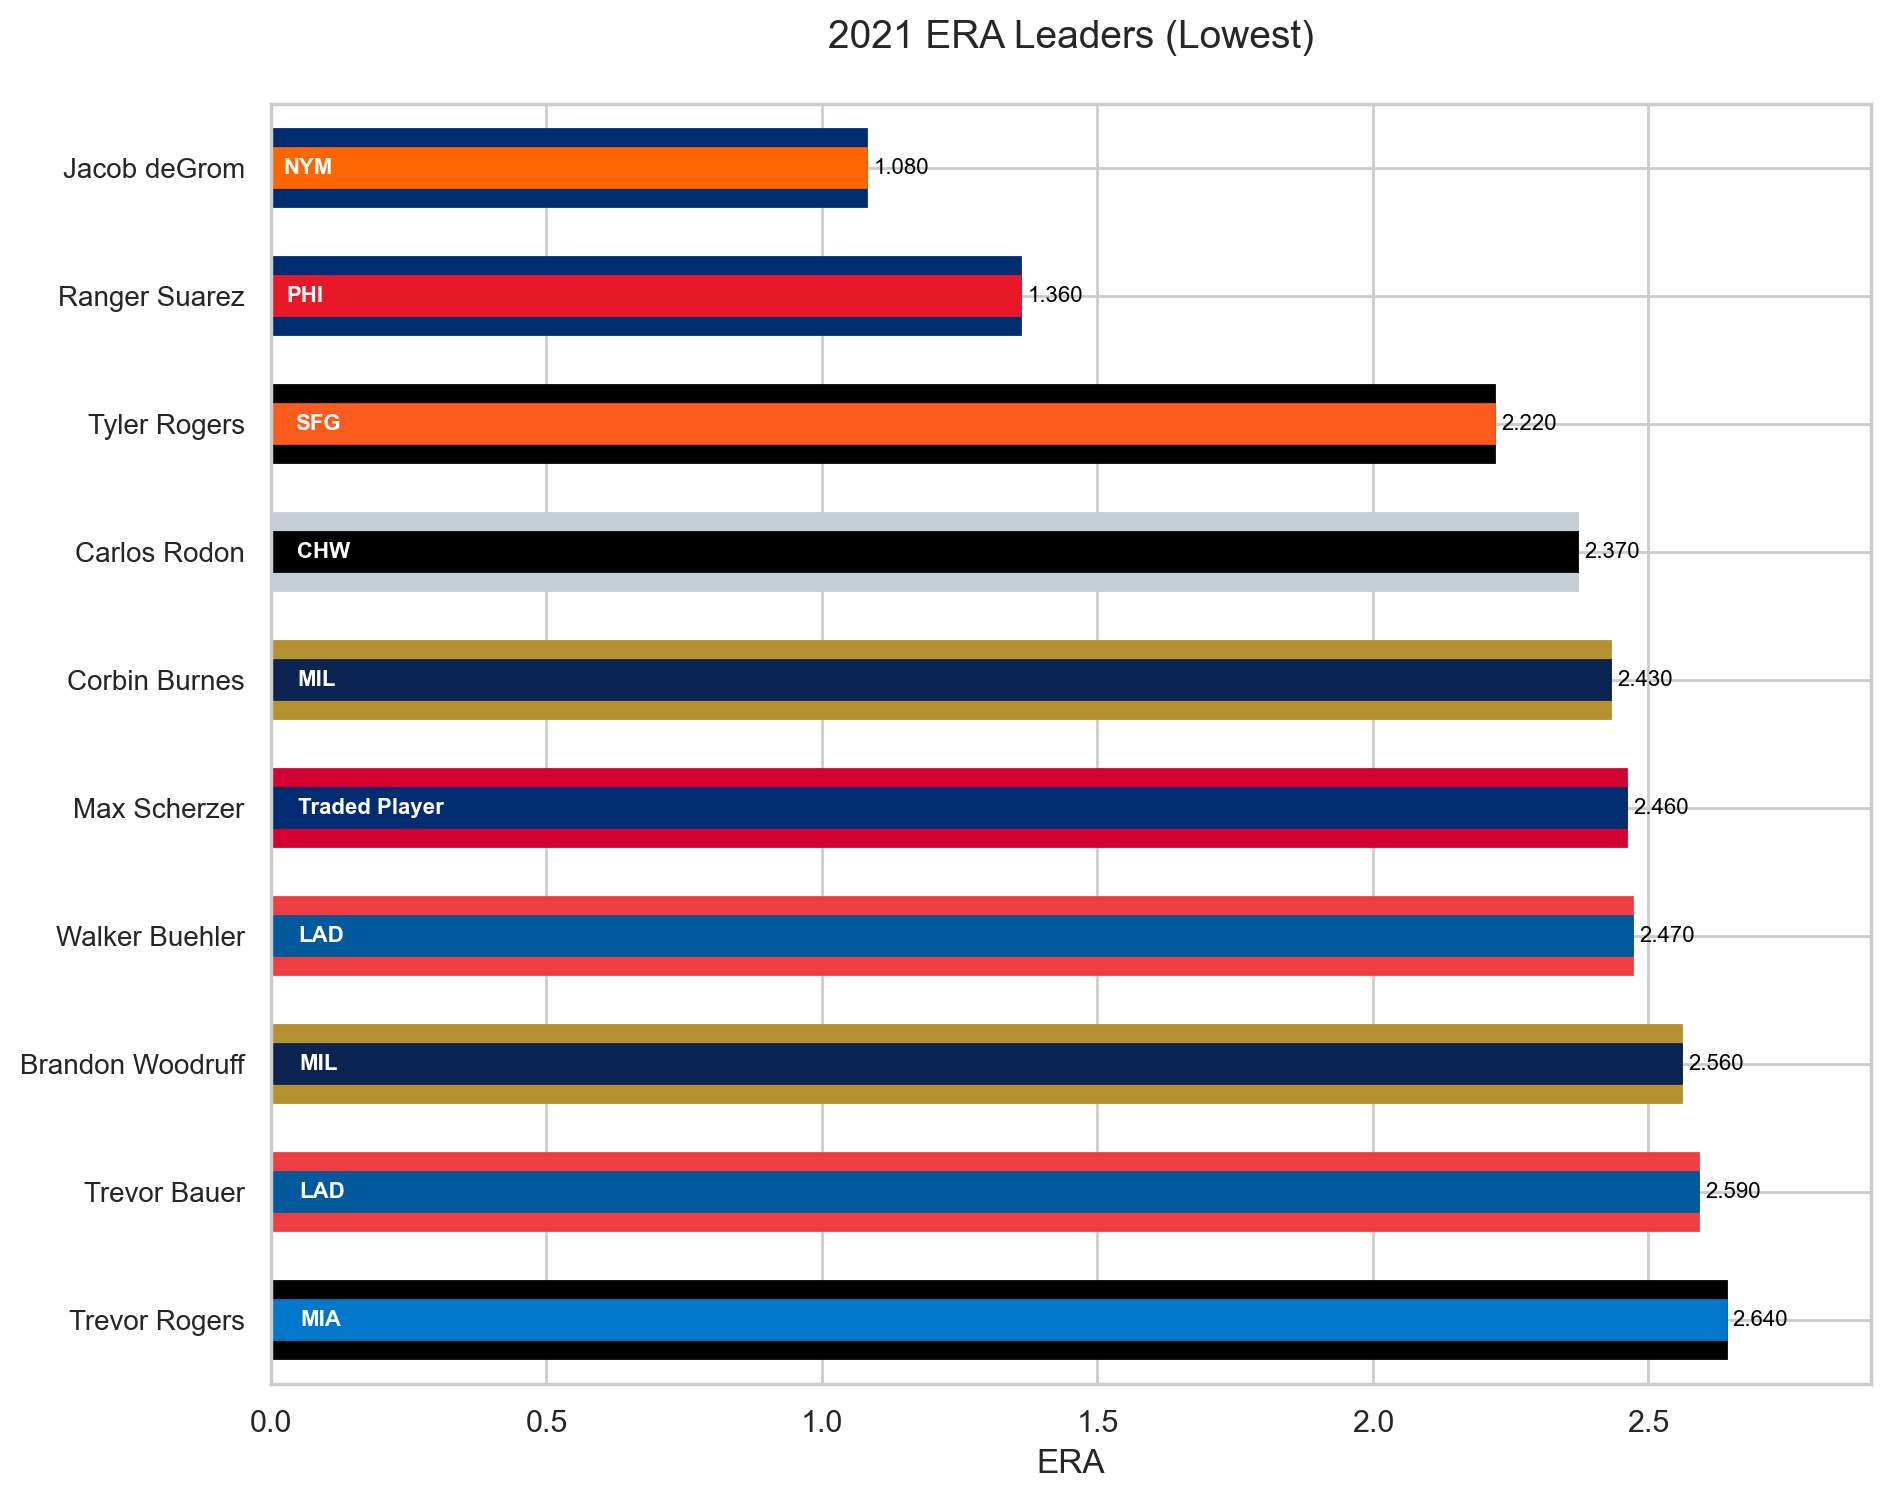 2021 ERA Leaders (Lowest)
Jacob deGrom NYM 1.080
Ranger Suarez PHI 1.360
Tyler Rogers SFG 2.220
Carlos Rodon CHW 2.370
Corbin Burnes MIL 2.430
Max Scherzer Traded Player 2.460
Walker Buehler LAD 2.470
Brandon Woodruff MIL 2.560
Trevor Bauer LAD 2.590
Trevor Rogers MIA 2.640
0.0 0.5 1.0 1.5 2.0 2.5
ERA